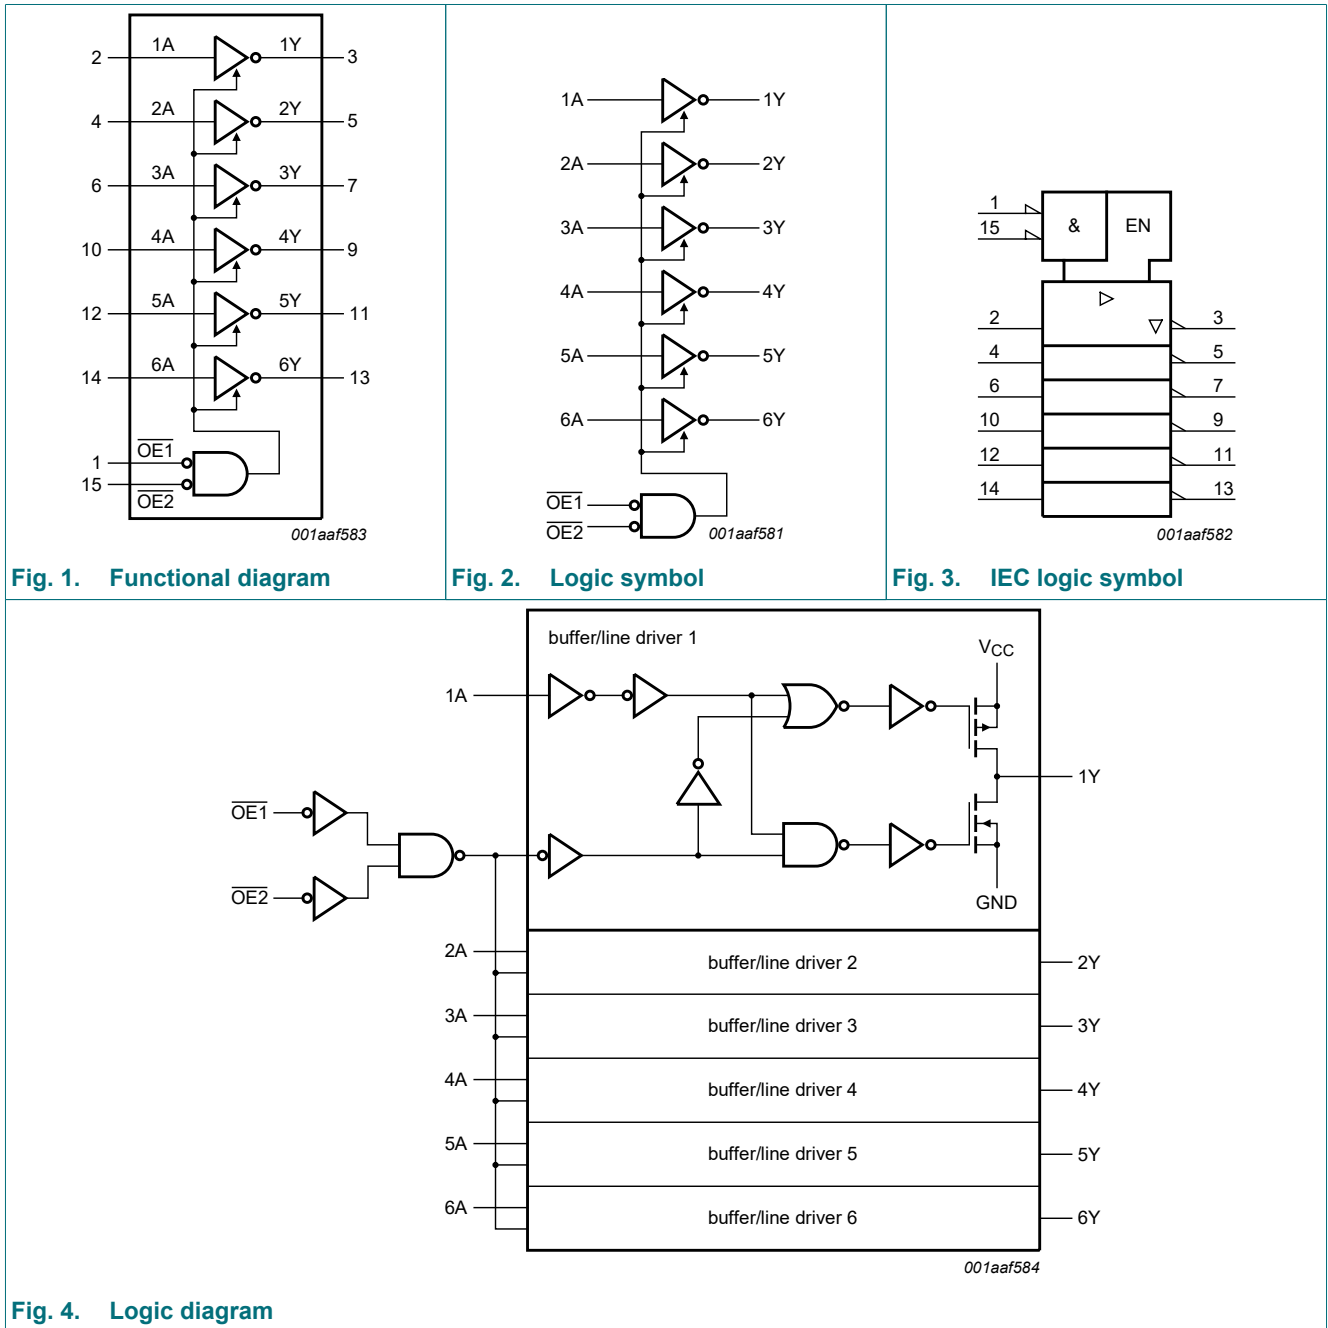 2 1A 1Y 3
4 2A 2Y 5
6 3A 3Y 7
10 4A 4Y 9
12 5A 5Y 11
14 6A 6Y 13
1 OE1
15 OE2
001aaf583
Fig. 1. Functional diagram
1A 1Y
2A 2Y
3A 3Y
4A 4Y
5A 5Y
6A 6Y
OE1
OE2
001aaf581
Fig. 2. Logic symbol
1
15
& EN
2 3
4 5
6 7
10 9
12 11
14 13
001aaf582
Fig. 3. IEC logic symbol
buffer/line driver 1
VCC
1A
1Y
OE1
OE2
GND
2A buffer/line driver 2 2Y
3A buffer/line driver 3 3Y
4A buffer/line driver 4 4Y
5A buffer/line driver 5 5Y
6A buffer/line driver 6 6Y
001aaf584
Fig. 4. Logic diagram